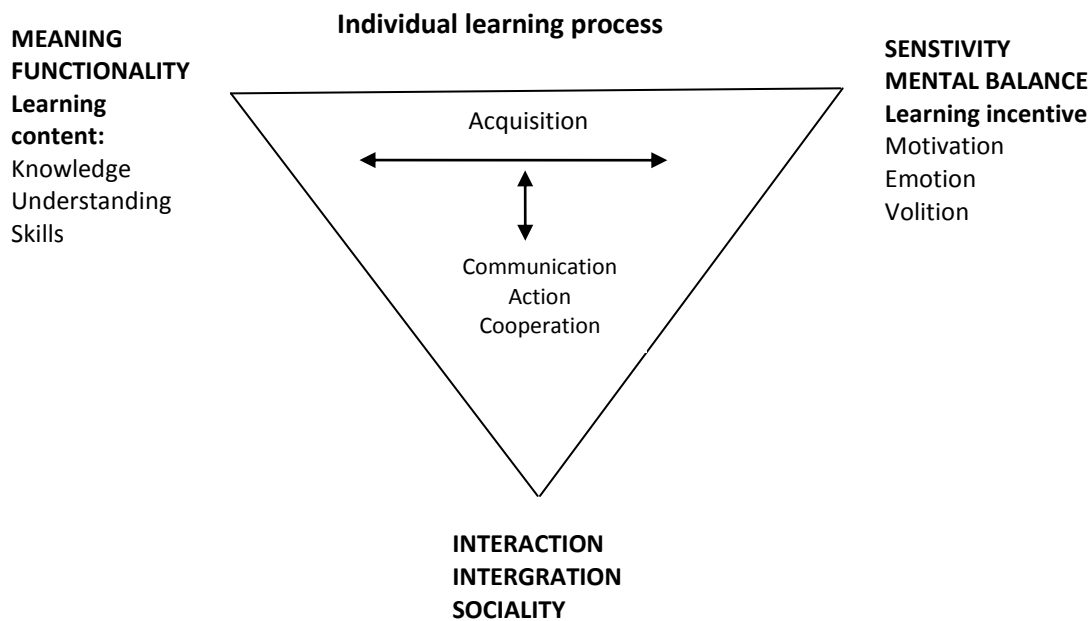 Individual learning process
MEANING
FUNCTIONALITY
Learning
content:
Knowledge
Understanding
Skills
SENSTIVITY
MENTAL BALANCE
Learning incentive
Motivation
Emotion
Volition
Acquisition
Communication
Action
Cooperation
INTERACTION
INTERGRATION
SOCIALITY